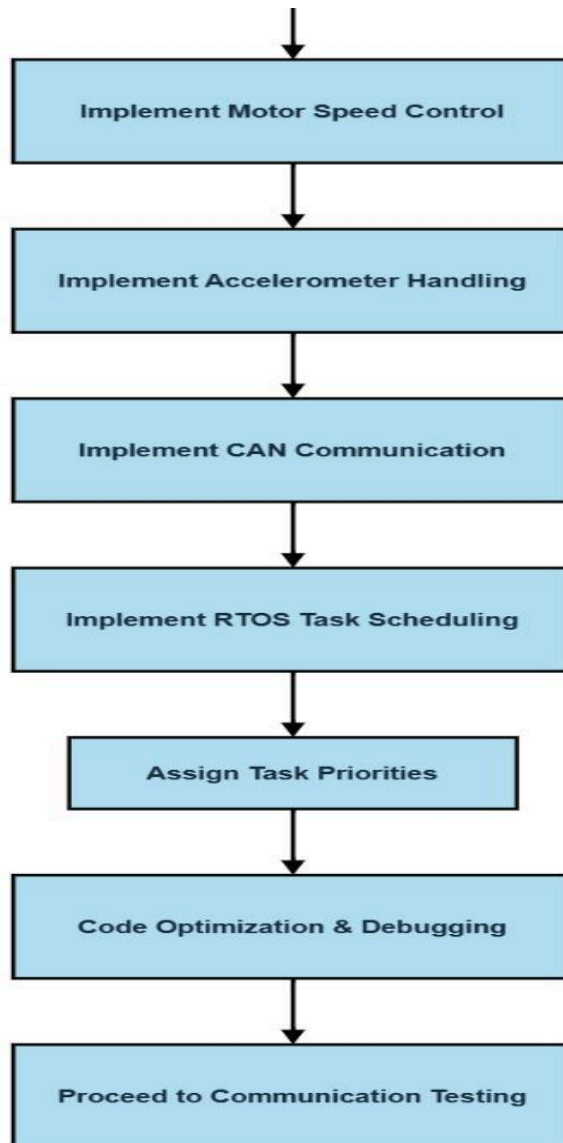 Implement Motor Speed Control
Implement Accelerometer Handling
Implement CAN Communication
Implement RTOS Task Scheduling
Assign Task Priorities
Code Optimization & Debugging
Proceed to Communication Testing